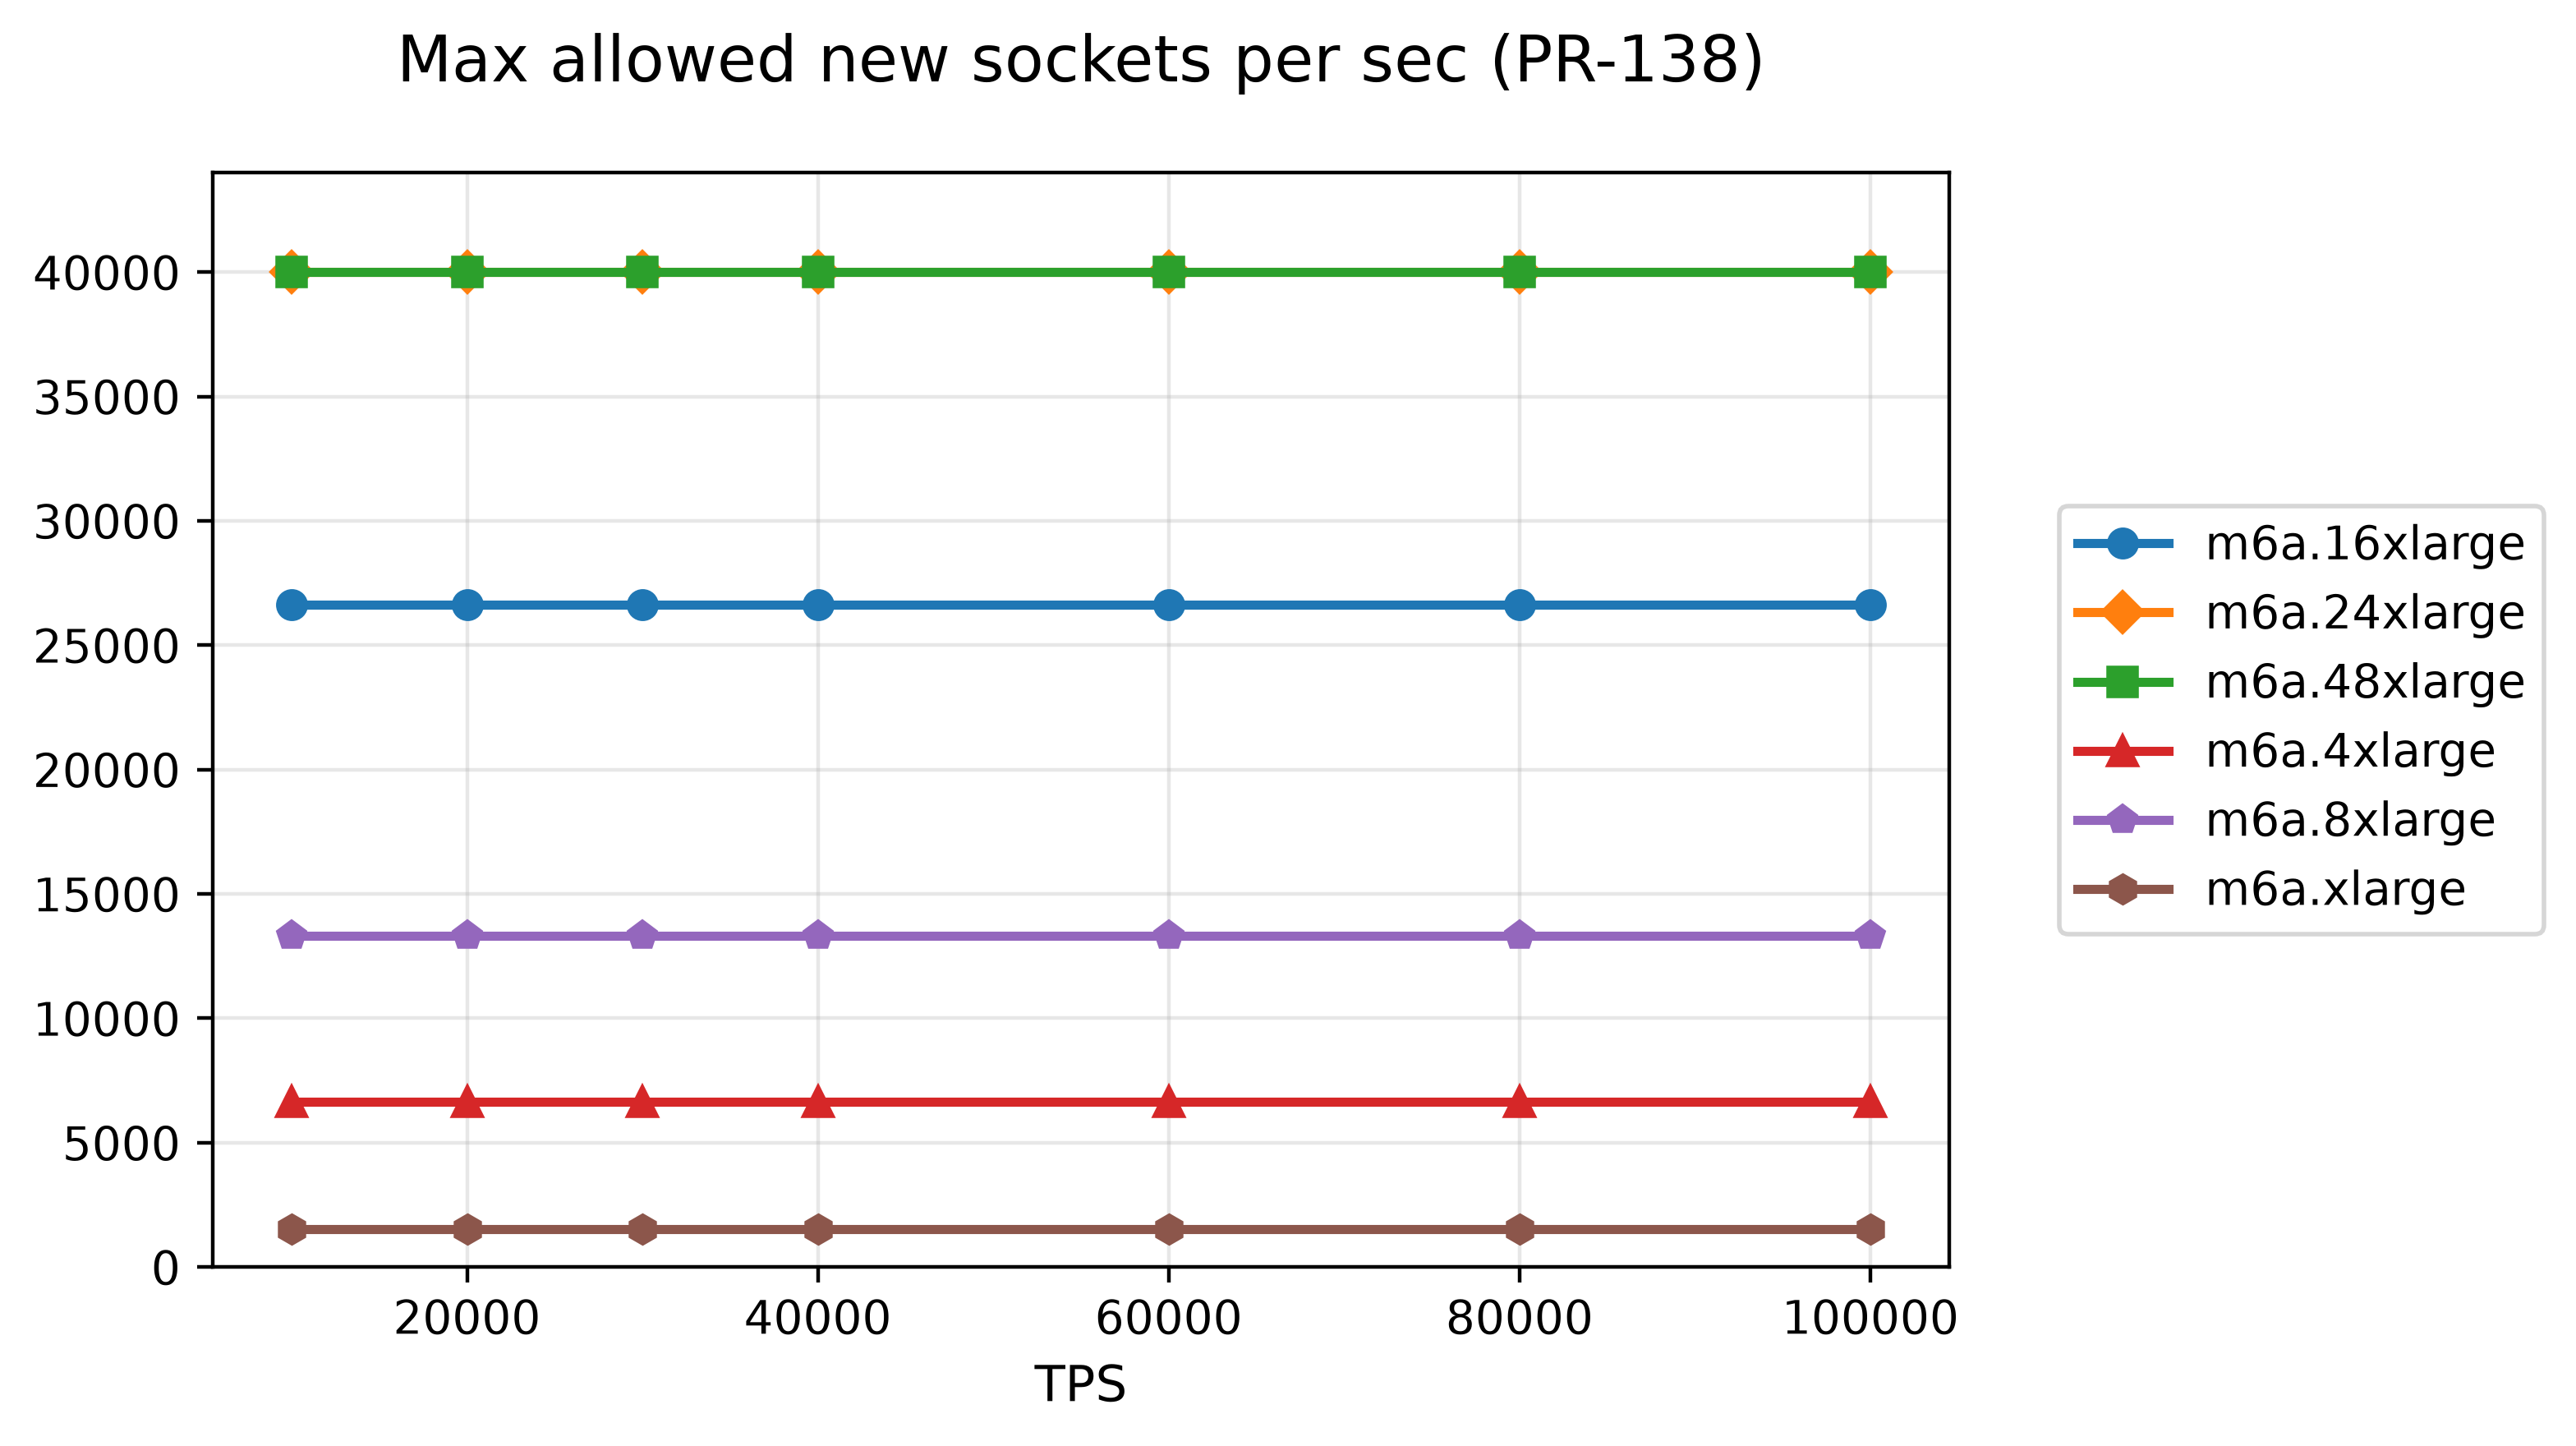 Max allowed new sockets per sec (PR-138)
40000
35000
30000
25000
20000
15000
10000
5000
0
20000 40000 60000 80000 100000
TPS
m6a.16xlarge
m6a.24xlarge
m6a.48xlarge
m6a.4xlarge
m6a.8xlarge
m6a.xlarge